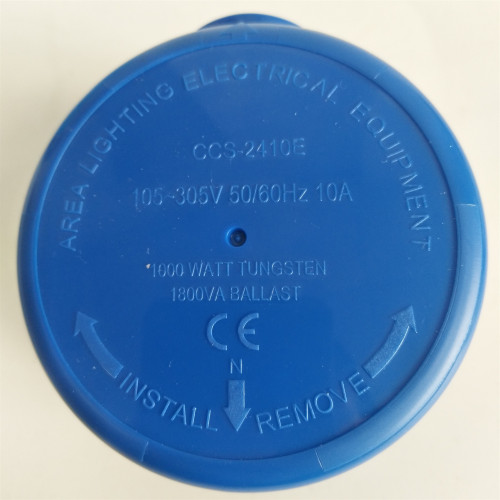 AREA LIGHTING ELECTRICAL EQUIPMENT
CCS-2410E
105~305V 50/60Hz 10A
1000 WATT TUNGSTEN
1800VA BALLAST
CE
N
INSTALL REMOVE